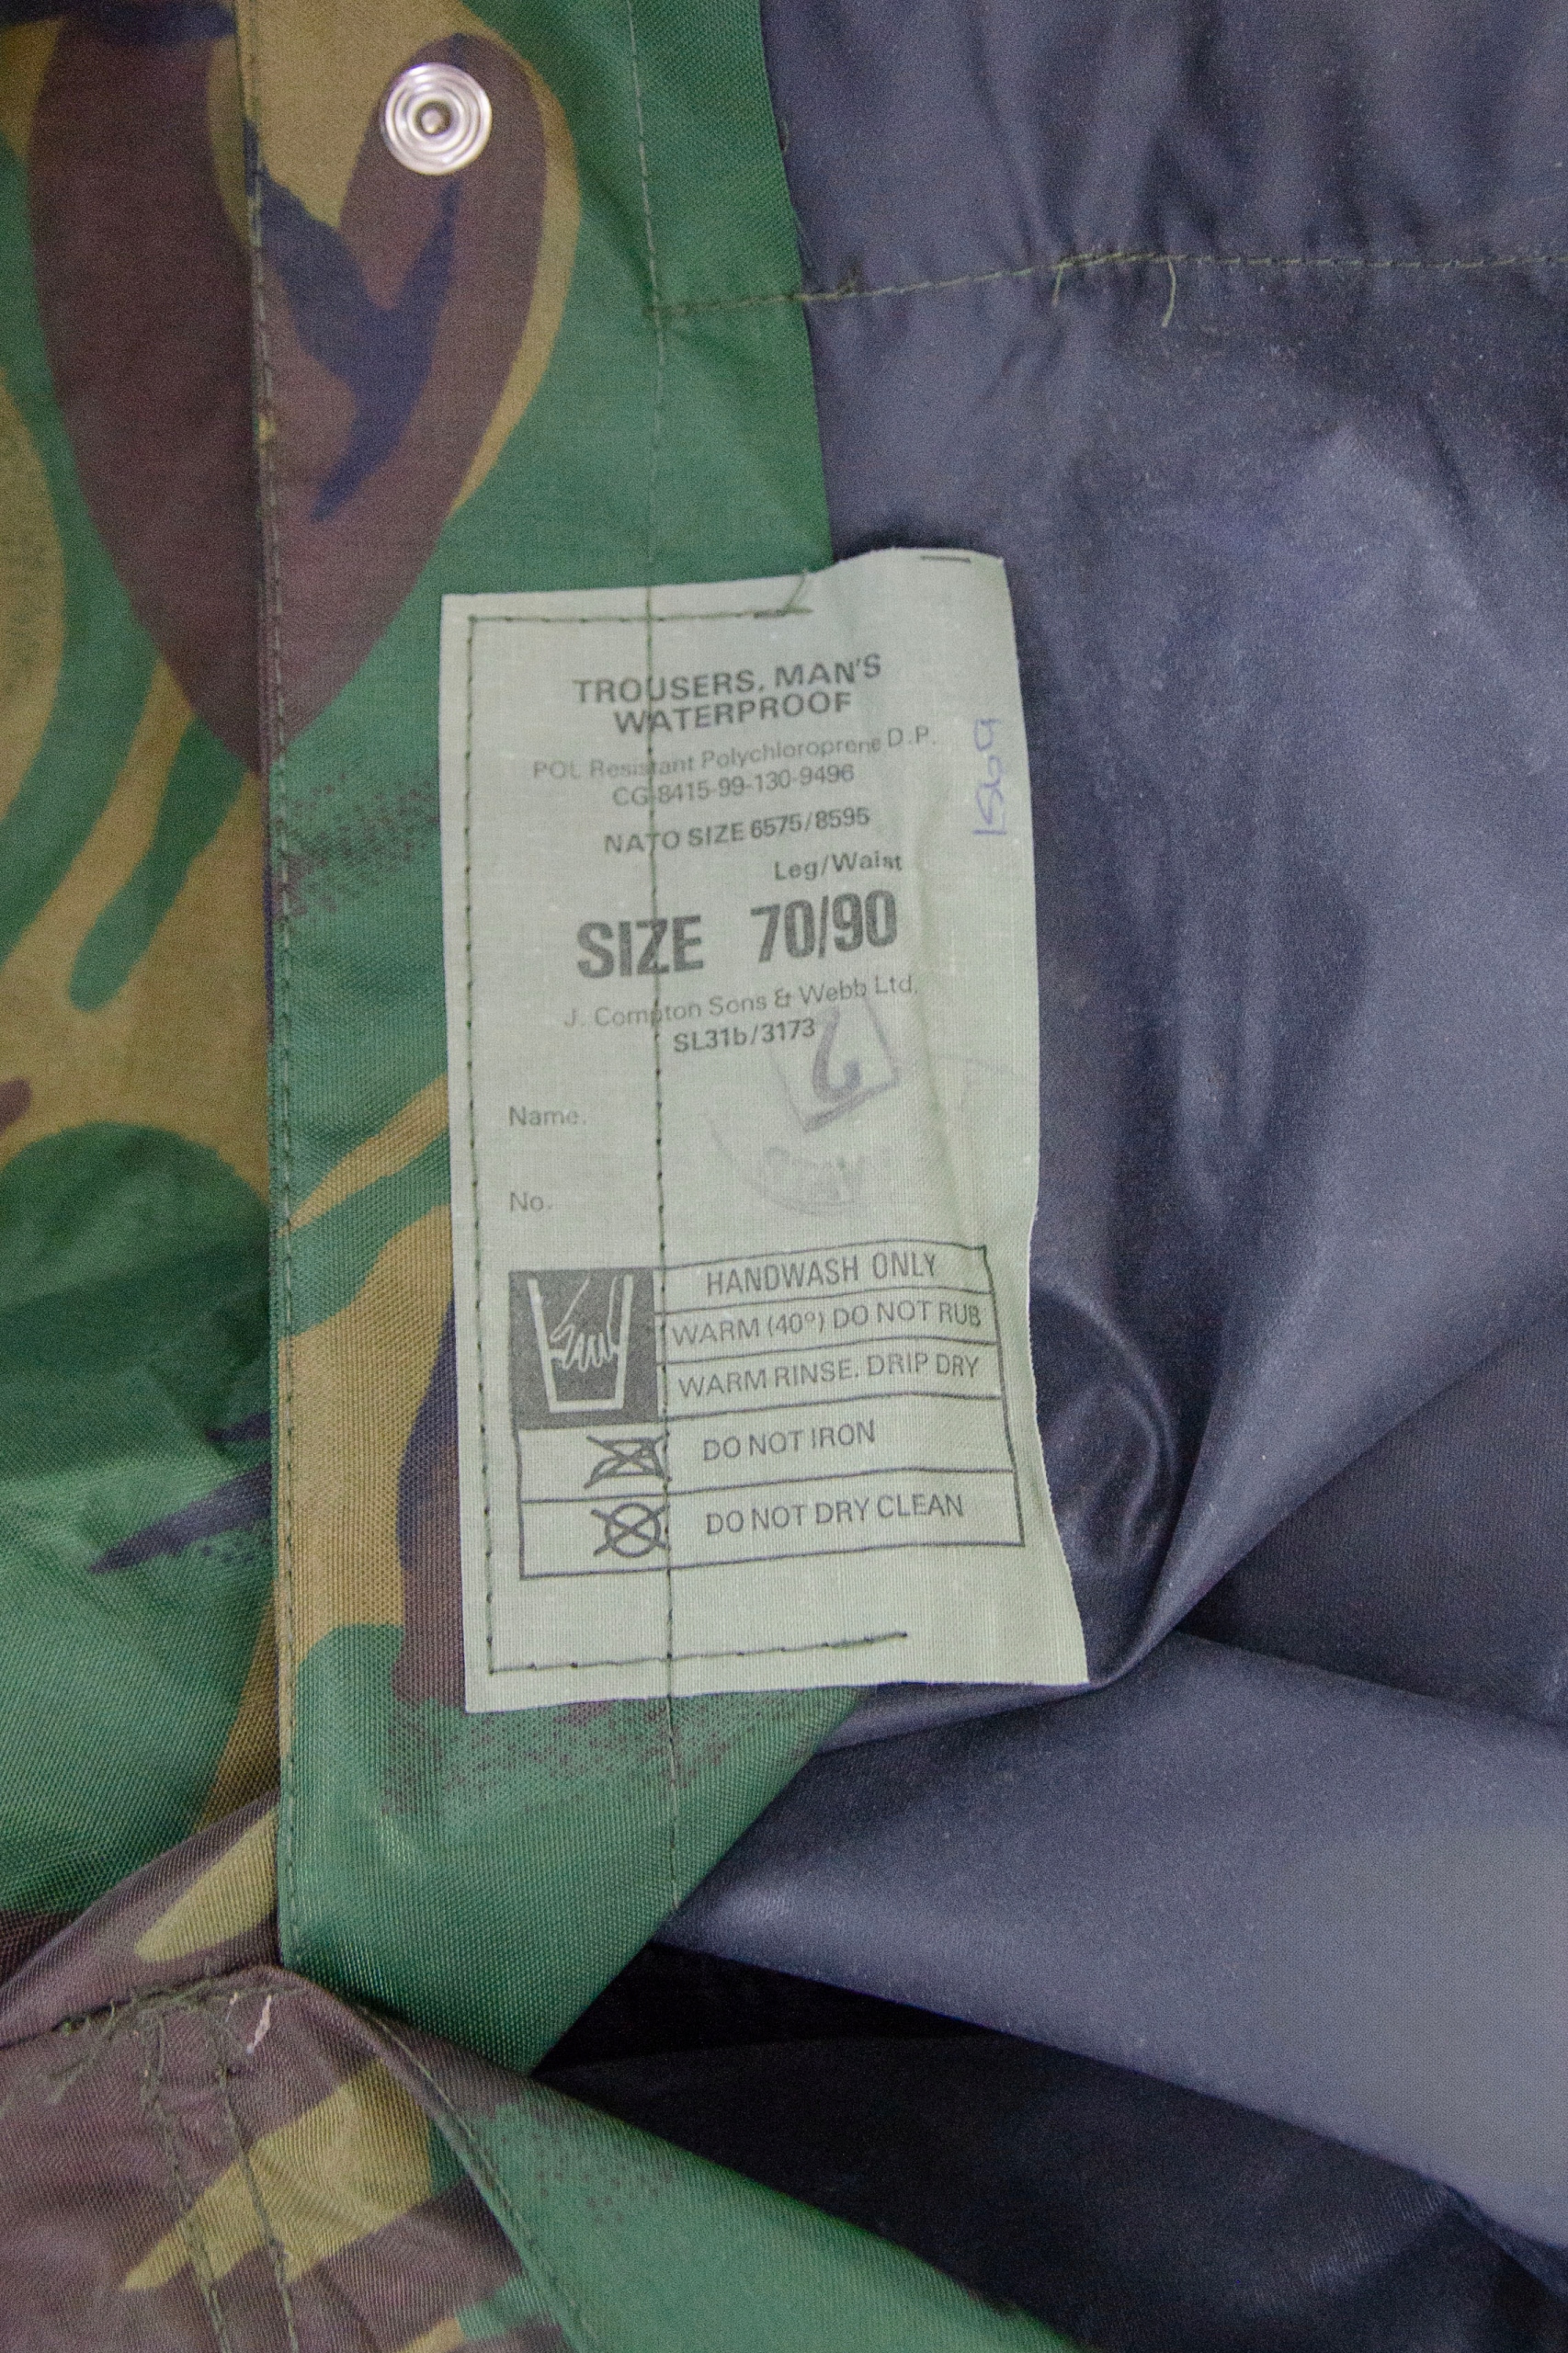 TROUSERS, MAN'S
WATERPROOF
POL Resistant Polychloroprene D.P.
CG-8415-99-130-9496
NATO SIZE 6575/8595
Leg/Waist
SIZE 70/90
J. Compton Sons & Webb Ltd.
SL31b/3173
Name.
No.
HANDWASH ONLY
WARM (40º) DO NOT RUB
WARM RINSE. DRIP DRY
DO NOT IRON
DO NOT DRY CLEAN